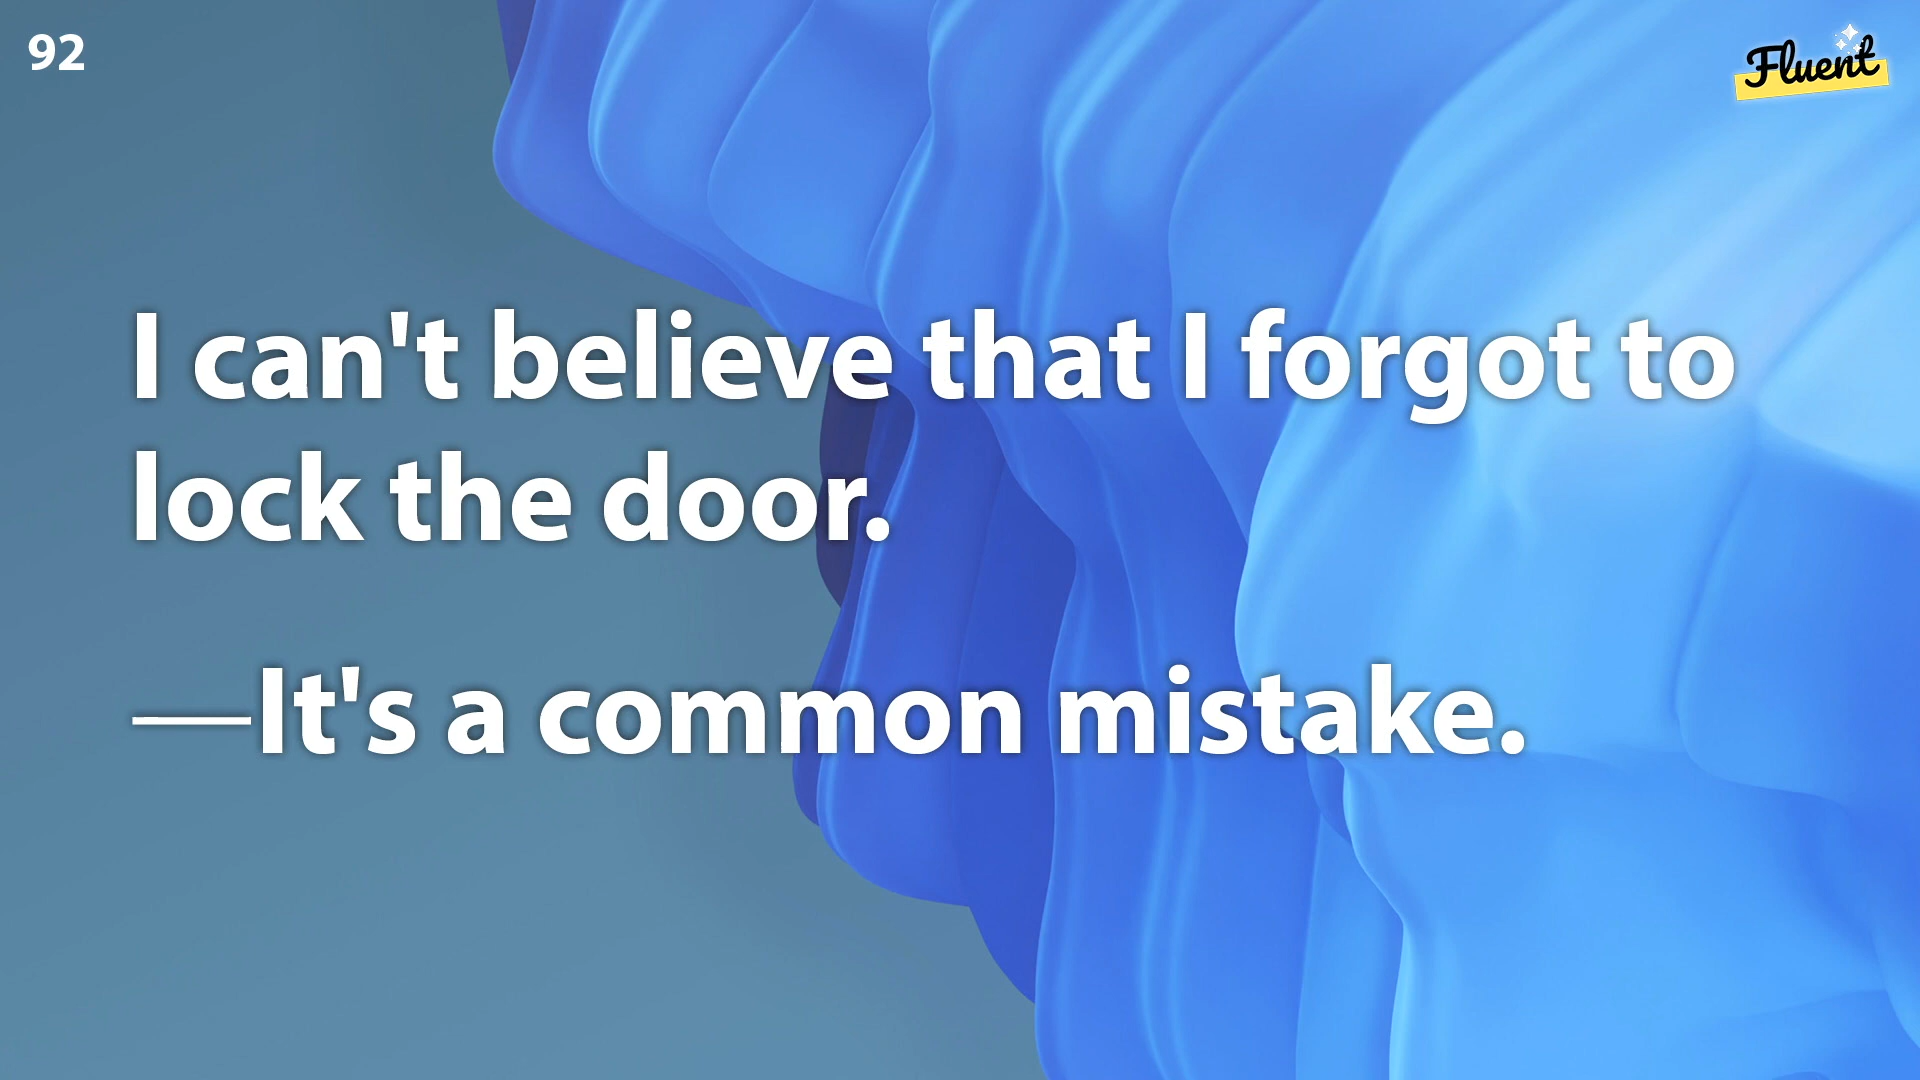 92
Fluent
I can't believe that I forgot to
lock the door.
—It's a common mistake.